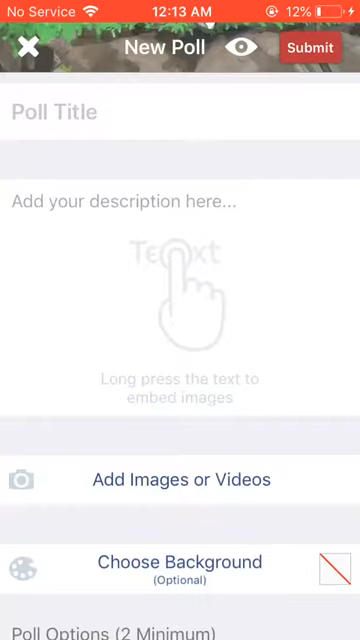 No Service 12:13 AM 12%
New Poll Submit
Poll Title
Add your description here...
Text
Long press the text to
embed images
Add Images or Videos
Choose Background
(Optional)
Poll Options (2 Minimum)